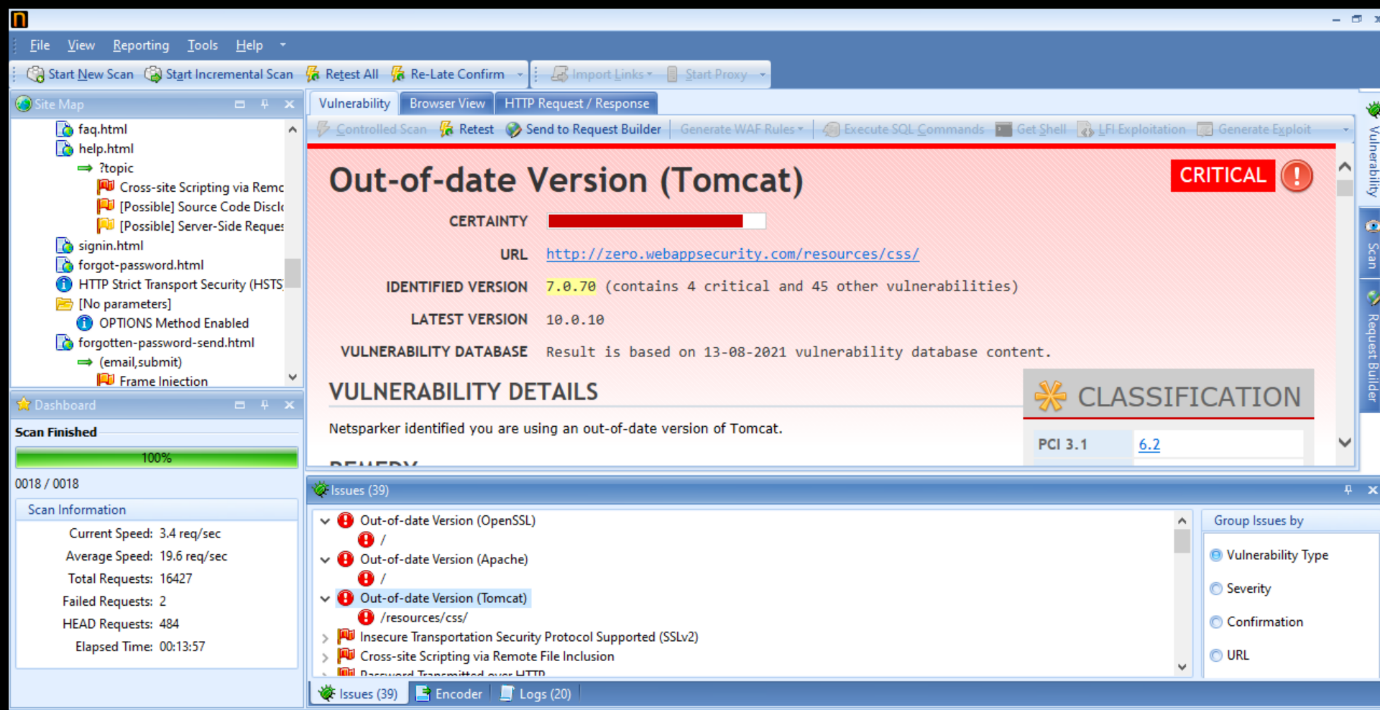 File View Reporting Tools Help
Start New Scan Start Incremental Scan Retest All Re-Late Confirm Import Links Start Proxy
Site Map
faq.html
help.html
?topic
Cross-site Scripting via Remc
[Possible] Source Code Discl
[Possible] Server-Side Reques
signin.html
forgot-password.html
HTTP Strict Transport Security (HSTS
[No parameters]
OPTIONS Method Enabled
forgotten-password-send.html
(email,submit)
Frame Injection
Dashboard
Scan Finished
100%
0018 / 0018
Scan Information
Current Speed: 3.4 req/sec
Average Speed: 19.6 req/sec
Total Requests: 16427
Failed Requests: 2
HEAD Requests: 484
Elapsed Time: 00:13:57
Vulnerability Browser View HTTP Request / Response
Controlled Scan Retest Send to Request Builder Generate WAF Rules Execute SQL Commands Get Shell LFI Exploitation Generate Exploit
Out-of-date Version (Tomcat)
CRITICAL
CERTAINTY
URL http://zero.webappsecurity.com/resources/css/
IDENTIFIED VERSION 7.0.70 (contains 4 critical and 45 other vulnerabilities)
LATEST VERSION 10.0.10
VULNERABILITY DATABASE Result is based on 13-08-2021 vulnerability database content.
VULNERABILITY DETAILS
Netsparker identified you are using an out-of-date version of Tomcat.
REMEDY
CLASSIFICATION
PCI 3.1 6.2
Vulnerability
Scan
Request Builder
Issues (39)
Out-of-date Version (OpenSSL)
/
Out-of-date Version (Apache)
/
Out-of-date Version (Tomcat)
/resources/css/
Insecure Transportation Security Protocol Supported (SSLv2)
Cross-site Scripting via Remote File Inclusion
Password Transmitted over HTTP
Group Issues by
Vulnerability Type
Severity
Confirmation
URL
Issues (39) Encoder Logs (20)